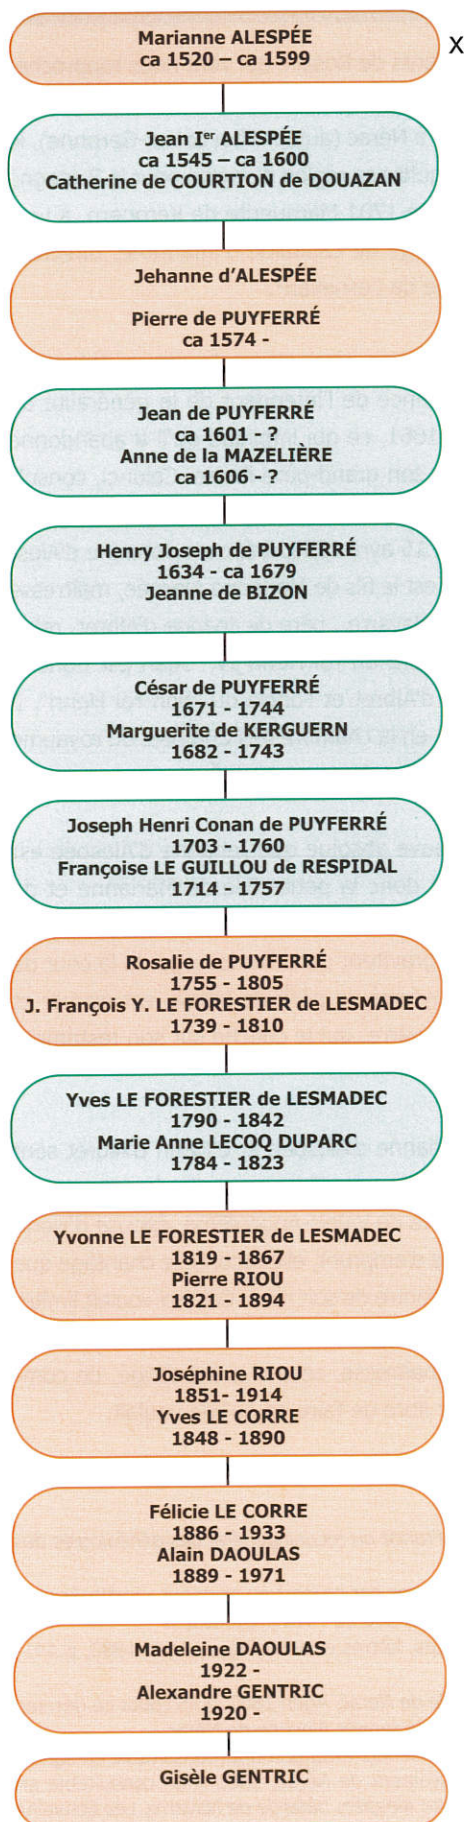 Marianne ALESPÉE
ca 1520 – ca 1599
X
Jean Iᵉʳ ALESPÉE
ca 1545 – ca 1600
Catherine de COURTION de DOUAZAN
Jehanne d'ALESPÉE
Pierre de PUYFERRÉ
ca 1574 -
Jean de PUYFERRÉ
ca 1601 - ?
Anne de la MAZELIÈRE
ca 1606 - ?
Henry Joseph de PUYFERRÉ
1634 - ca 1679
Jeanne de BIZON
César de PUYFERRÉ
1671 - 1744
Marguerite de KERGUERN
1682 - 1743
Joseph Henri Conan de PUYFERRÉ
1703 - 1760
Françoise LE GUILLOU de RESPIDAL
1714 - 1757
Rosalie de PUYFERRÉ
1755 - 1805
J. François Y. LE FORESTIER de LESMADEC
1739 - 1810
Yves LE FORESTIER de LESMADEC
1790 - 1842
Marie Anne LECOQ DUPARC
1784 - 1823
Yvonne LE FORESTIER de LESMADEC
1819 - 1867
Pierre RIOU
1821 - 1894
Joséphine RIOU
1851- 1914
Yves LE CORRE
1848 - 1890
Félicie LE CORRE
1886 - 1933
Alain DAOULAS
1889 - 1971
Madeleine DAOULAS
1922 -
Alexandre GENTRIC
1920 -
Gisèle GENTRIC